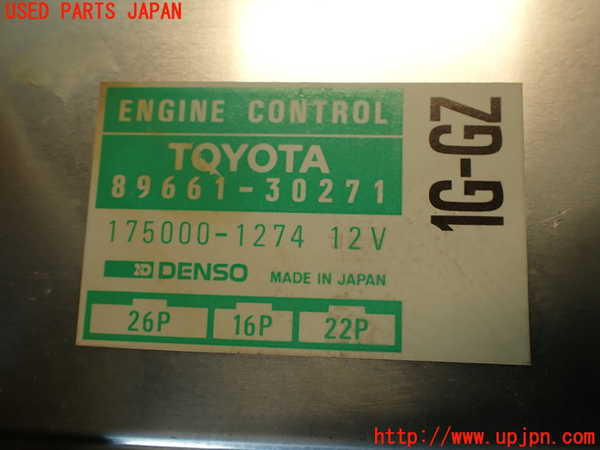 USED PARTS JAPAN
ENGINE CONTROL
TOYOTA
89661-30271
175000-1274 12V
DENSO MADE IN JAPAN
26P 16P 22P
1G-GZ
http://www.upjpn.com/